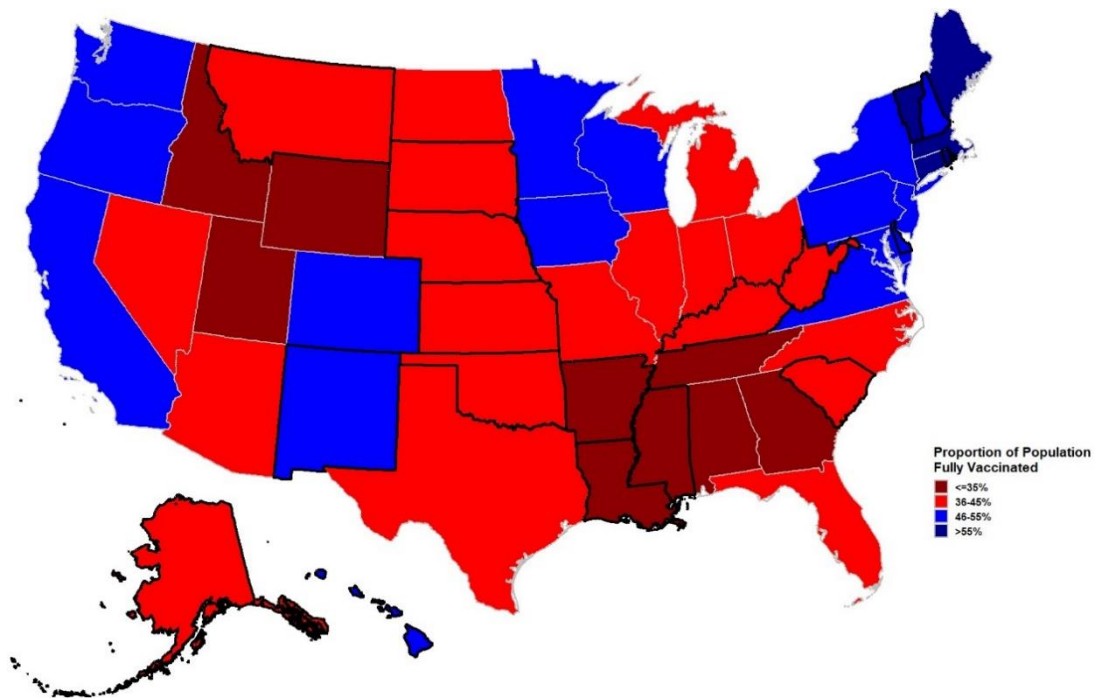 Proportion of Population
Fully Vaccinated
<=35%
36-45%
46-55%
>55%